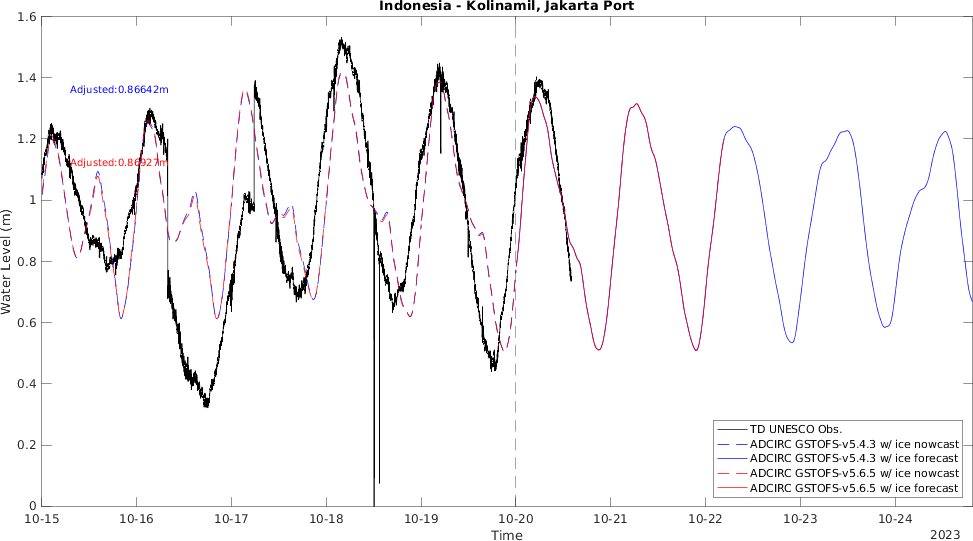 Indonesia - Kolinamil, Jakarta Port
1.6
1.4
1.2
1
0.8
0.6
0.4
0.2
0
Water Level (m)
Adjusted:0.86642m
Adjusted:0.86927m
TD UNESCO Obs.
ADCIRC GSTOFS-v5.4.3 w/ ice nowcast
ADCIRC GSTOFS-v5.4.3 w/ ice forecast
ADCIRC GSTOFS-v5.6.5 w/ ice nowcast
ADCIRC GSTOFS-v5.6.5 w/ ice forecast
10-15 10-16 10-17 10-18 10-19 10-20 10-21 10-22 10-23 10-24
Time
2023